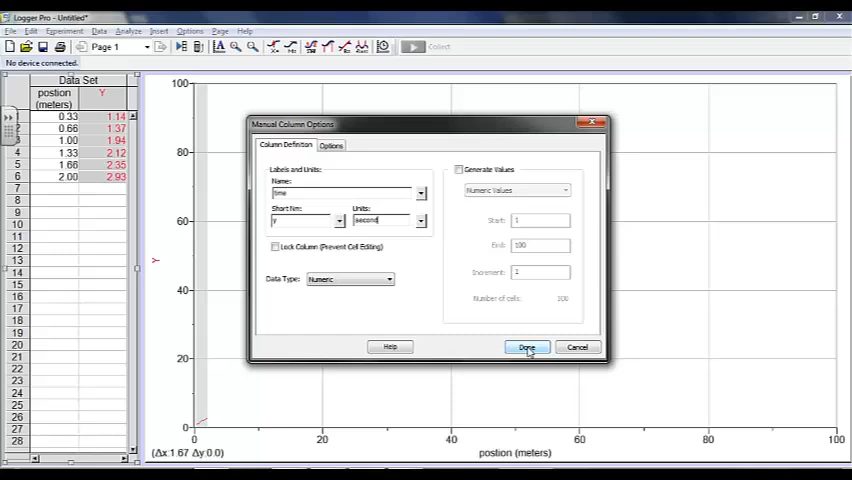 Logger Pro - Untitled*
File Edit Experiment Data Analyze Insert Options Page Help
Page 1
Collect
No device connected.
Data Set
postion
(meters)
Y
1 0.33 1.14
2 0.66 1.37
3 1.00 1.94
4 1.33 2.12
5 1.66 2.35
6 2.00 2.93
7
8
9
10
11
12
13
14
15
16
17
18
19
20
21
22
23
24
25
26
27
28
Manual Column Options
Column Definition
Options
Labels and Units:
Name:
time
Short Nm:
Units:
y
second
Lock Column (Prevent Cell Editing)
Data Type:
Numeric
Generate Values
Numeric Values
Start: 1
End: 100
Increment: 1
Number of cells: 100
Help
Done
Cancel
100
80
60
40
20
0
Y
0
20
40
60
80
100
(Δx:1.67 Δy:0.0)
postion (meters)